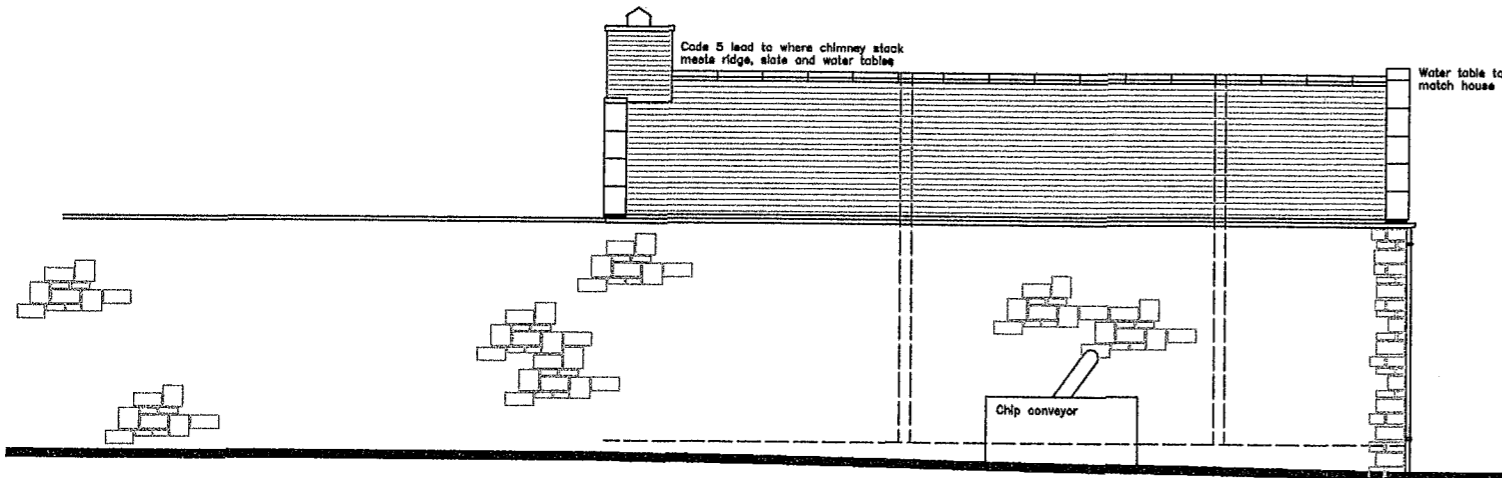 Code 5 lead to where chimney stack
meets ridge, slate and water tables
Water table to
match house
Chip conveyor